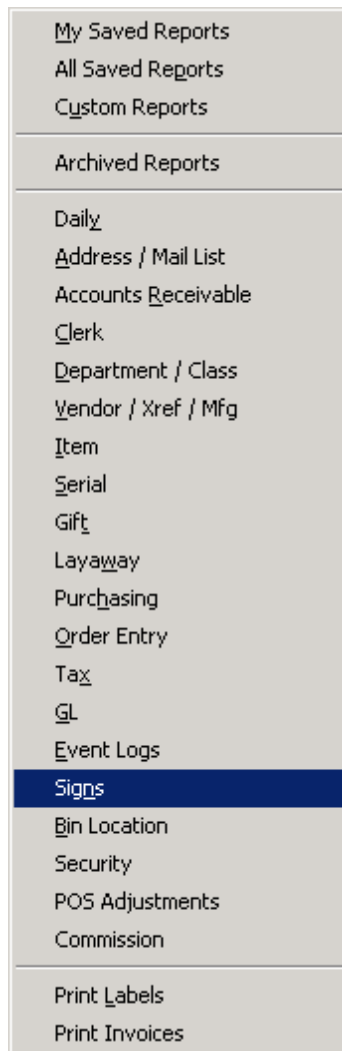 My Saved Reports
All Saved Reports
Custom Reports
Archived Reports
Daily
Address / Mail List
Accounts Receivable
Clerk
Department / Class
Vendor / Xref / Mfg
Item
Serial
Gift
Layaway
Purchasing
Order Entry
Tax
GL
Event Logs
Signs
Bin Location
Security
POS Adjustments
Commission
Print Labels
Print Invoices